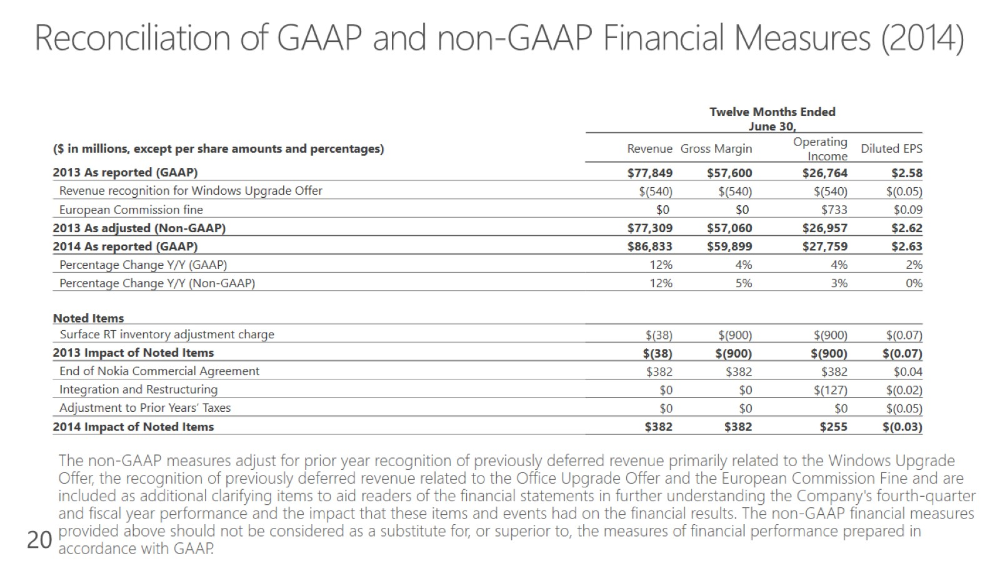 Reconciliation of GAAP and non-GAAP Financial Measures (2014)
Twelve Months Ended
June 30,
($ in millions, except per share amounts and percentages) Revenue Gross Margin Operating Income Diluted EPS
2013 As reported (GAAP) $77,849 $57,600 $26,764 $2.58
Revenue recognition for Windows Upgrade Offer $(540) $(540) $(540) $(0.05)
European Commission fine $0 $0 $733 $0.09
2013 As adjusted (Non-GAAP) $77,309 $57,060 $26,957 $2.62
2014 As reported (GAAP) $86,833 $59,899 $27,759 $2.63
Percentage Change Y/Y (GAAP) 12% 4% 4% 2%
Percentage Change Y/Y (Non-GAAP) 12% 5% 3% 0%
Noted Items
Surface RT inventory adjustment charge $(38) $(900) $(900) $(0.07)
2013 Impact of Noted Items $(38) $(900) $(900) $(0.07)
End of Nokia Commercial Agreement $382 $382 $382 $0.04
Integration and Restructuring $0 $0 $(127) $(0.02)
Adjustment to Prior Years' Taxes $0 $0 $0 $(0.05)
2014 Impact of Noted Items $382 $382 $255 $(0.03)
The non-GAAP measures adjust for prior year recognition of previously deferred revenue primarily related to the Windows Upgrade
Offer, the recognition of previously deferred revenue related to the Office Upgrade Offer and the European Commission Fine and are
included as additional clarifying items to aid readers of the financial statements in further understanding the Company's fourth-quarter
and fiscal year performance and the impact that these items and events had on the financial results. The non-GAAP financial measures
provided above should not be considered as a substitute for, or superior to, the measures of financial performance prepared in
accordance with GAAP.
20